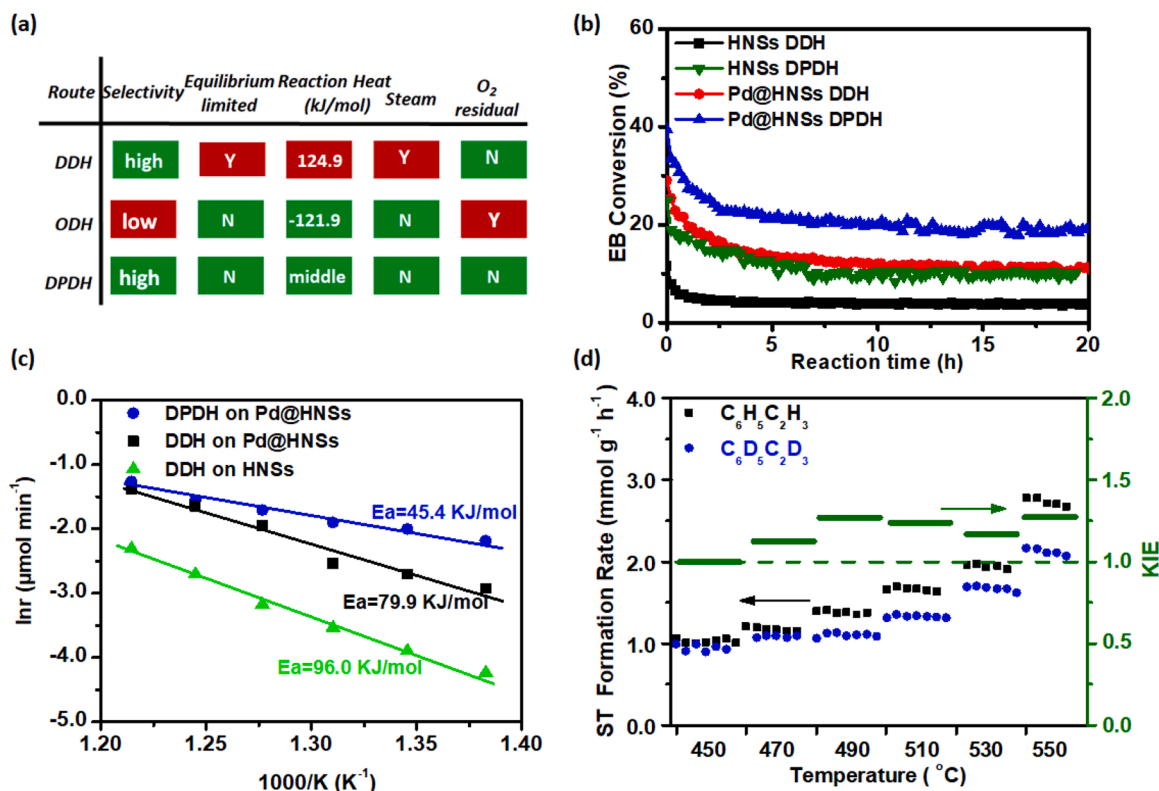 (a)
Route Selectivity Equilibrium limited Reaction Heat (kJ/mol) Steam O2 residual
DDH high Y 124.9 Y N
ODH low N -121.9 N Y
DPDH high N middle N N
(b)
60
40
20
0
EB Conversion (%)
HNSs DDH
HNSs DPDH
Pd@HNSs DDH
Pd@HNSs DPDH
0 5 10 15 20
Reaction time (h)
(c)
0.0
-1.0
-2.0
-3.0
-4.0
-5.0
lnr (μmol min-1)
DPDH on Pd@HNSs
DDH on Pd@HNSs
DDH on HNSs
Ea=45.4 KJ/mol
Ea=79.9 KJ/mol
Ea=96.0 KJ/mol
1.20 1.25 1.30 1.35 1.40
1000/K (K-1)
(d)
4.0
3.0
2.0
1.0
0.0
ST Formation Rate (mmol g-1 h-1)
C6H5C2H3
C6D5C2D3
2.0
1.5
1.0
0.5
0.0
KIE
450 470 490 510 530 550
Temperature ( °C)